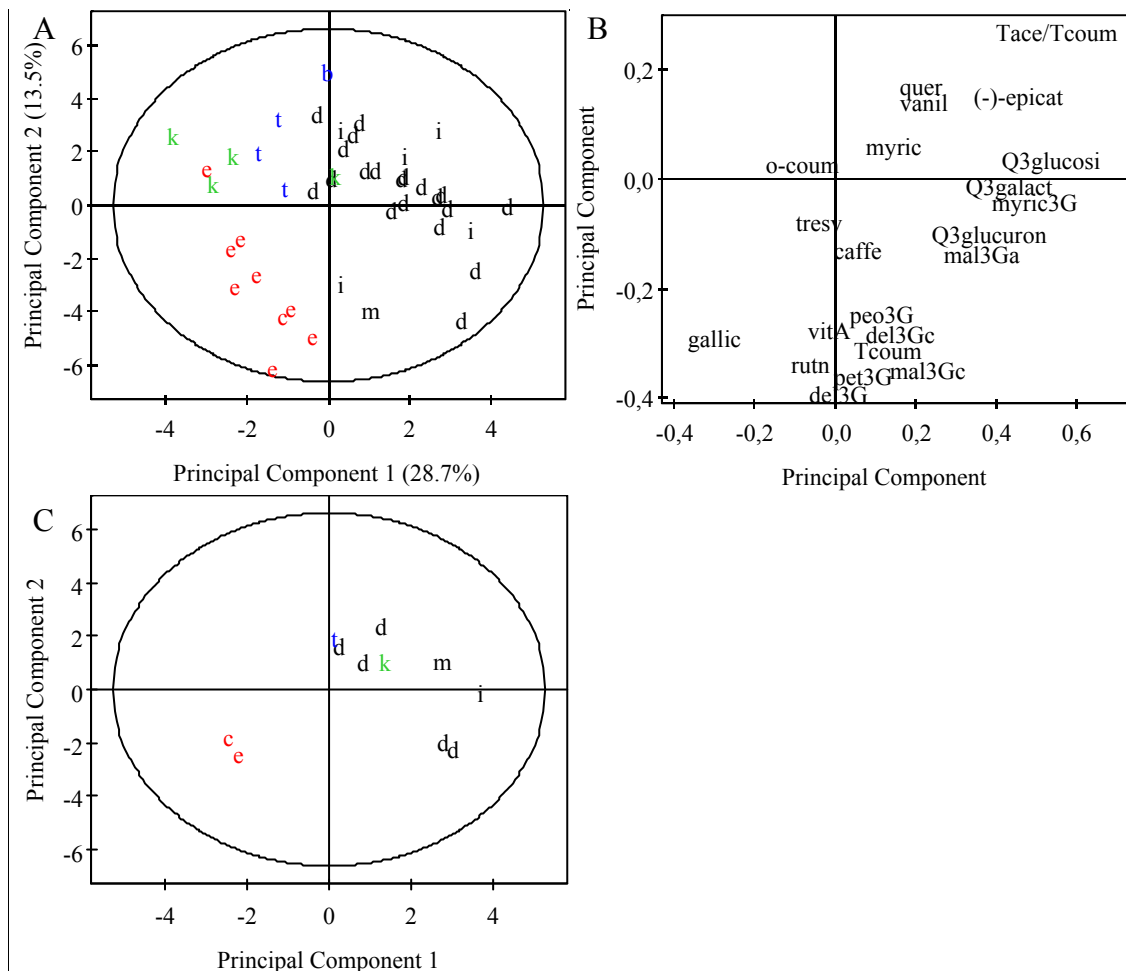 A
Principal Component 2 (13.5%)
6
4
2
0
-2
-4
-6
b
d
t
d
k
i
i
d
t
d
k
i
e
d
d
k
d
k
d
d
t
d
d
d
d
d
d
d
d
d
e
i
e
d
e
d
e
i
e
m
c
d
e
e
-4
-2
0
2
4
Principal Component 1 (28.7%)
B
Principal Component
0,2
0,0
-0,2
-0,4
Tace/Tcoum
quer
vanil
(-)-epicat
myric
o-coum
Q3glucosi
Q3galact
myric3G
tresv
Q3glucuron
caffe
mal3Ga
peo3G
vitA
del3Gc
gallic
Tcoum
rutn
mal3Gc
pet3G
del3G
-0,4
-0,2
0,0
0,2
0,4
0,6
Principal Component
C
Principal Component 2
6
4
2
0
-2
-4
-6
d
t
d
d
k
m
i
c
e
d
d
-4
-2
0
2
4
Principal Component 1